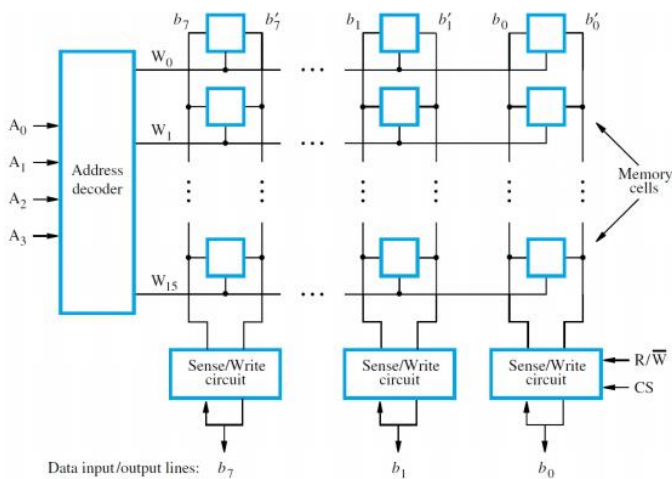 b₇ b′₇ b₁ b′₁ b₀ b′₀
W₀
...
W₁
...
A₀
A₁
A₂
A₃
Address
decoder
Memory
cells
W₁₅
...
Sense/Write
circuit
Sense/Write
circuit
Sense/Write
circuit
R/W̅
CS
Data input/output lines: b₇ b₁ b₀